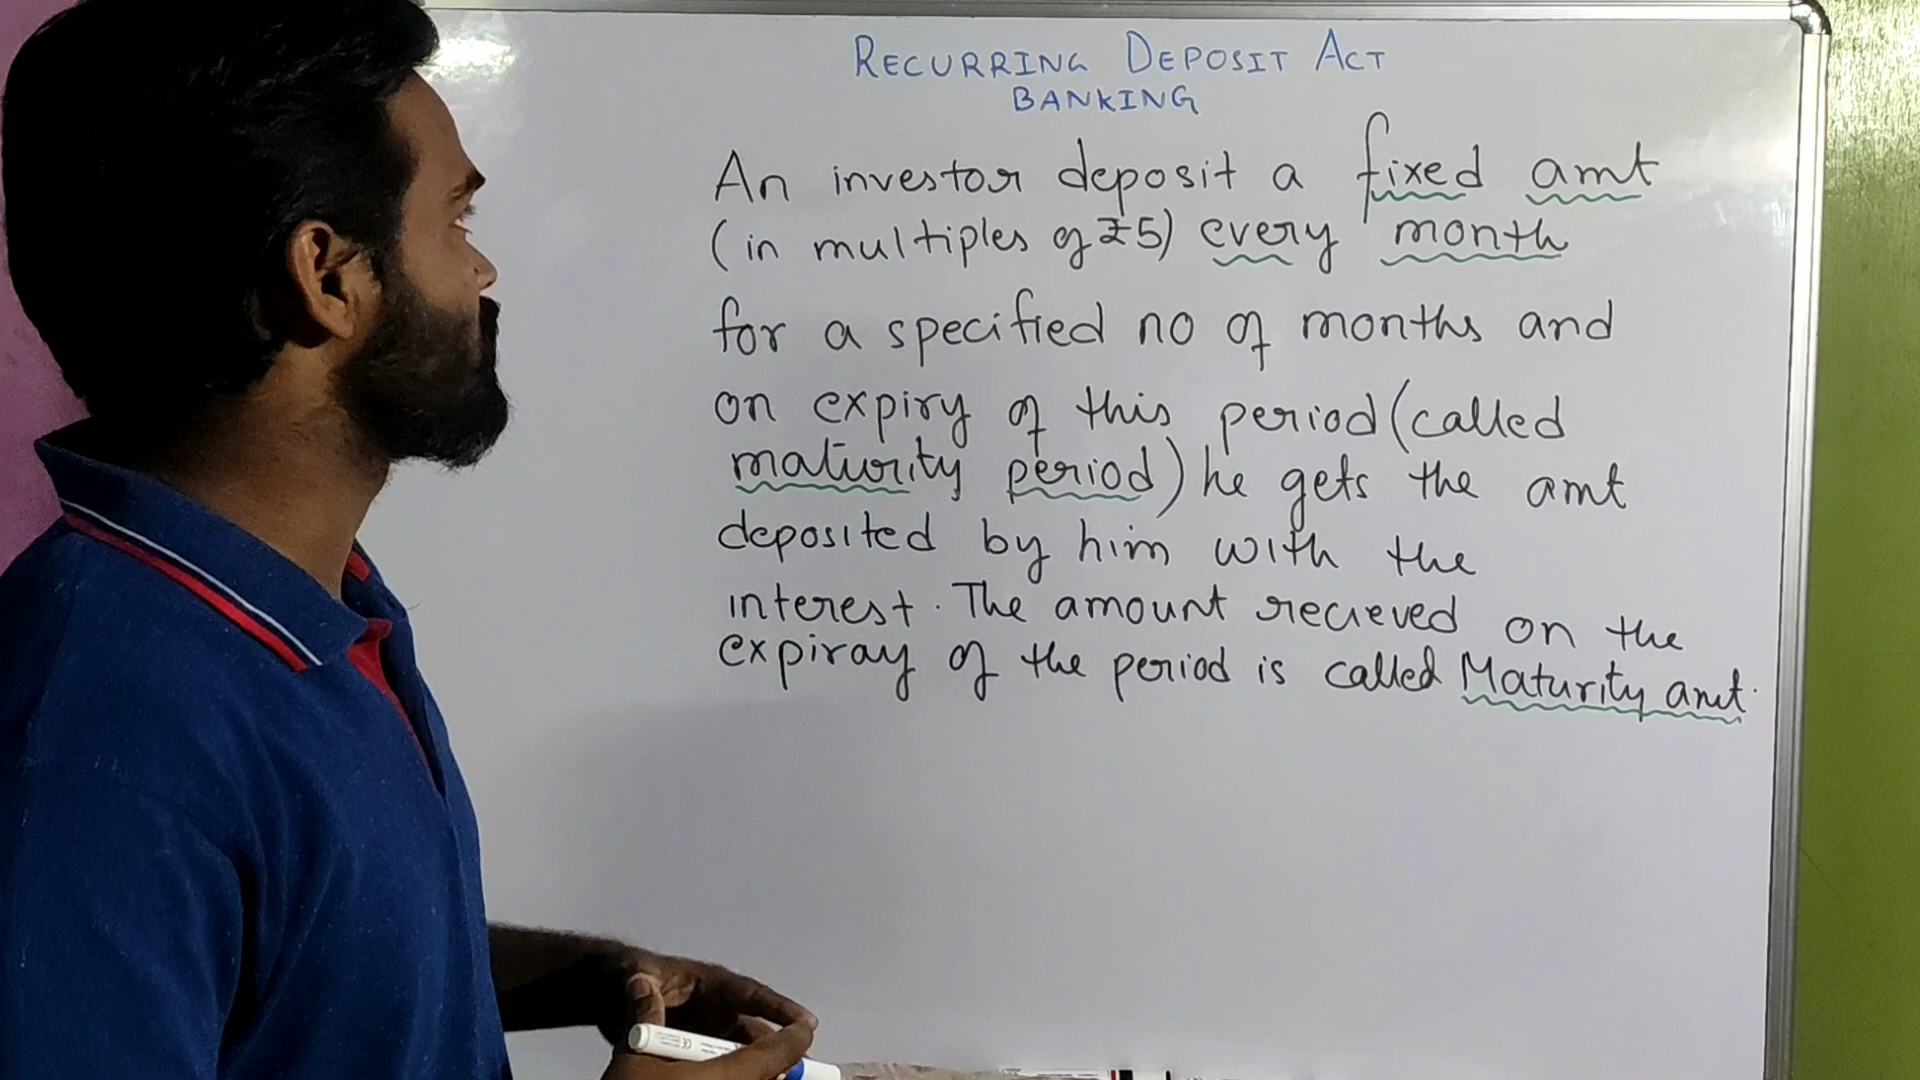 RECURRING DEPOSIT ACT
BANKING
An investor deposit a fixed amt
(in multiples of ₹5) every month
for a specified no of months and
on expiry of this period (called
maturity period) he gets the amt
deposited by him with the
interest. The amount recieved on the
expiray of the period is called Maturity amt.